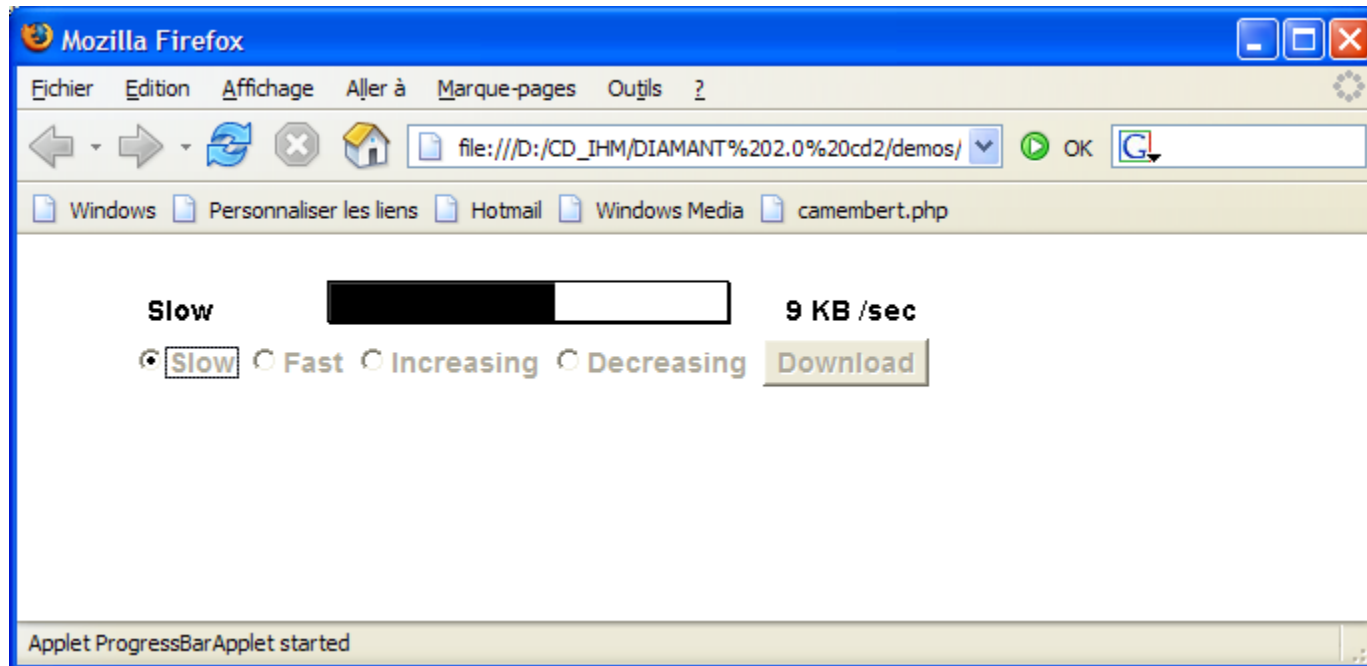 Mozilla Firefox
Fichier Edition Affichage Aller à Marque-pages Outils ?
file:///D:/CD_IHM/DIAMANT%202.0%20cd2/demos/ OK G
Windows Personnaliser les liens Hotmail Windows Media camembert.php
Slow 9 KB /sec
Slow Fast Increasing Decreasing Download
Applet ProgressBarApplet started